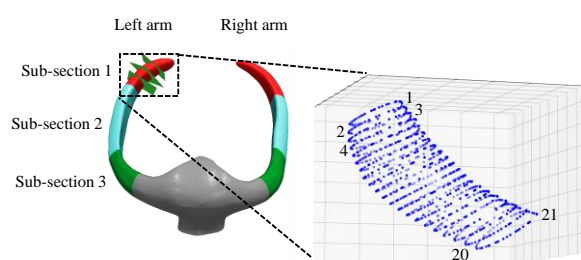 Left arm
Right arm
Sub-section 1
Sub-section 2
Sub-section 3
1
3
2
4
21
20